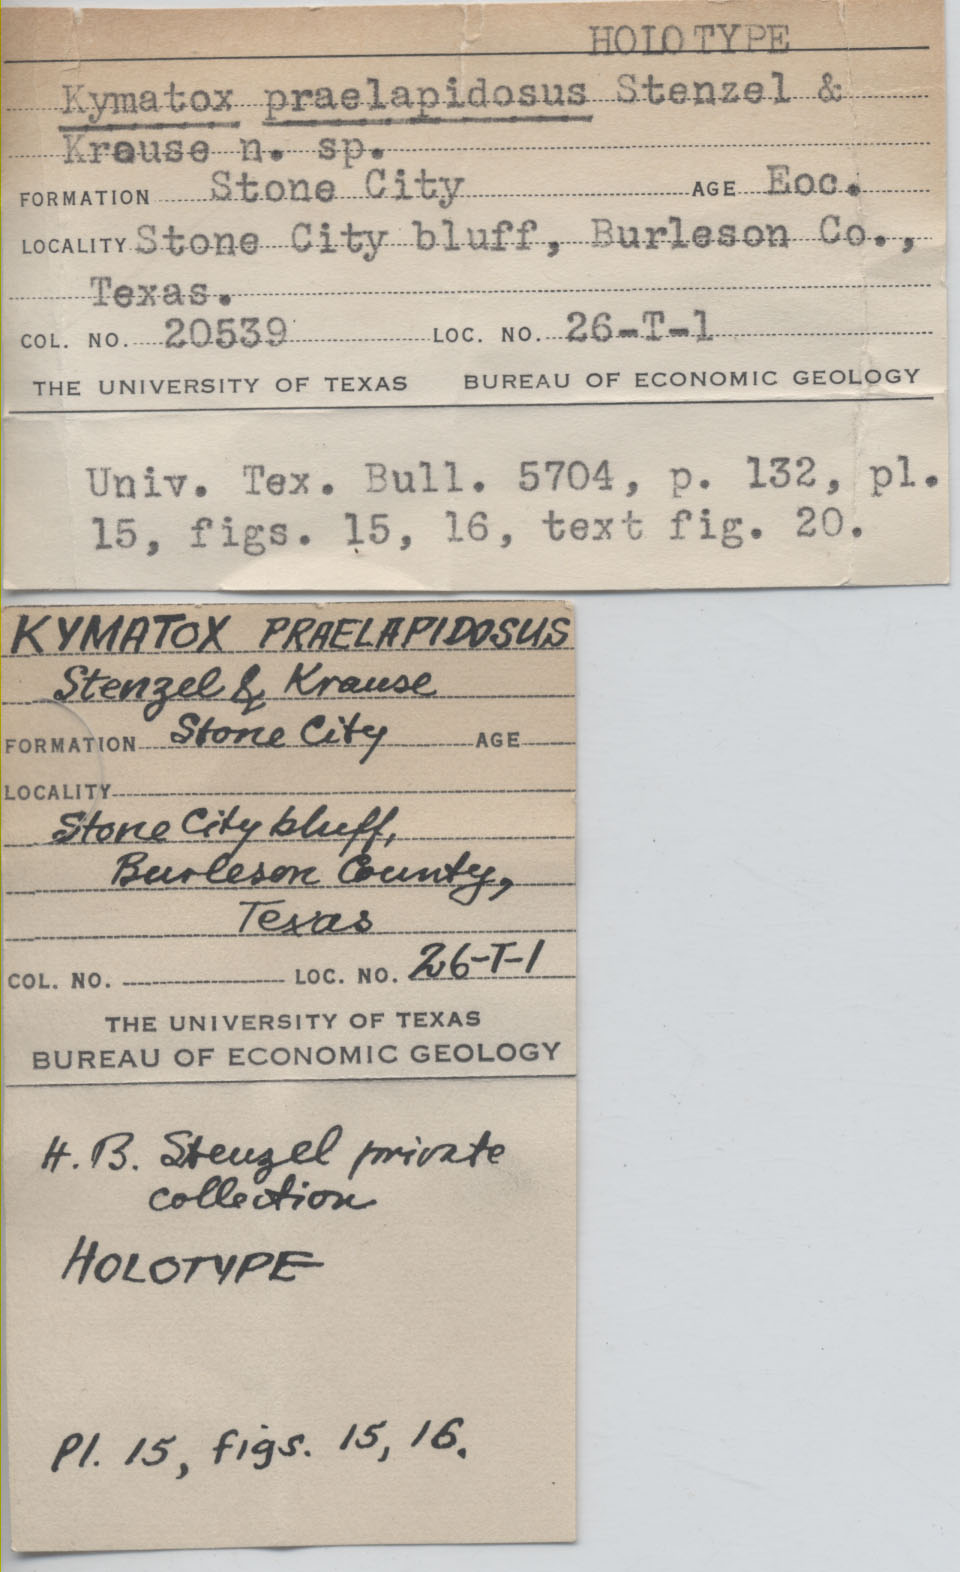 HOLOTYPE
Kymatox praelapidosus Stenzel &
Krause n. sp.
FORMATION Stone City AGE Eoc.
LOCALITY Stone City bluff, Burleson Co.,
Texas.
COL. NO. 20539 LOC. NO. 26-T-1
THE UNIVERSITY OF TEXAS BUREAU OF ECONOMIC GEOLOGY
Univ. Tex. Bull. 5704, p. 132, pl.
15, figs. 15, 16, text fig. 20.
KYMATOX PRAELAPIDOSUS
Stenzel & Krause
FORMATION Stone City AGE
LOCALITY
Stone City bluff,
Burleson County,
Texas
COL. NO. LOC. NO. 26-T-1
THE UNIVERSITY OF TEXAS
BUREAU OF ECONOMIC GEOLOGY
H. B. Stenzel private
collection
HOLOTYPE
Pl. 15, figs. 15, 16.